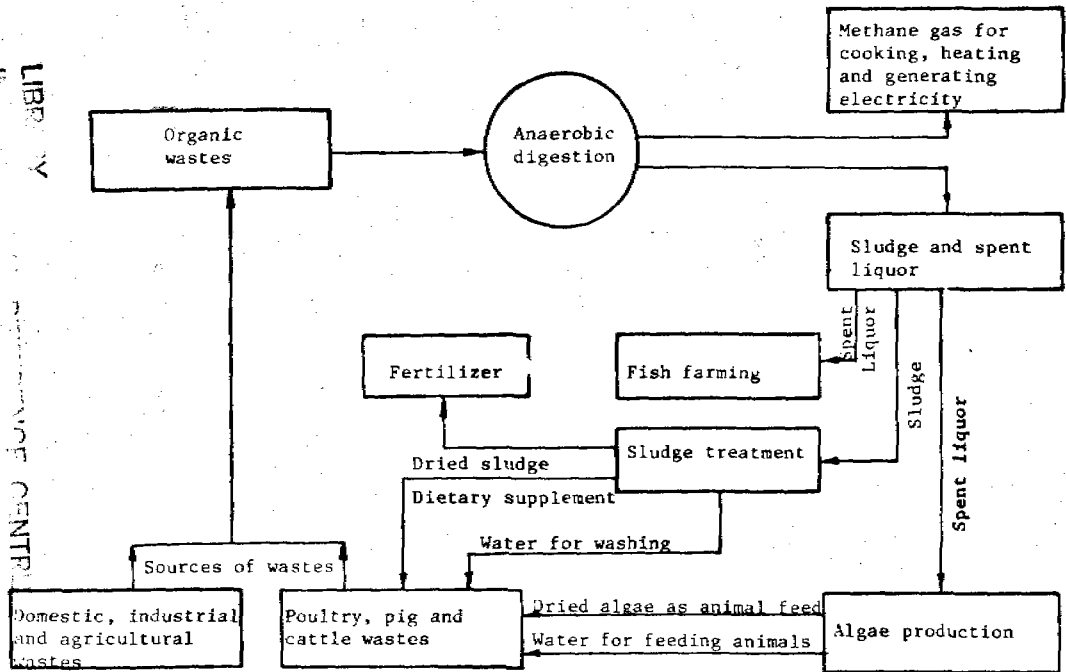 Methane gas for
cooking, heating
and generating
electricity
Organic
wastes
Anaerobic
digestion
Sludge and spent
liquor
Spent
Liquor
Sludge
Spent liquor
Fertilizer
Fish farming
Sludge treatment
Dried sludge
Dietary supplement
Water for washing
Sources of wastes
Domestic, industrial
and agricultural
wastes
Poultry, pig and
cattle wastes
Dried algae as animal feed
Water for feeding animals
Algae production